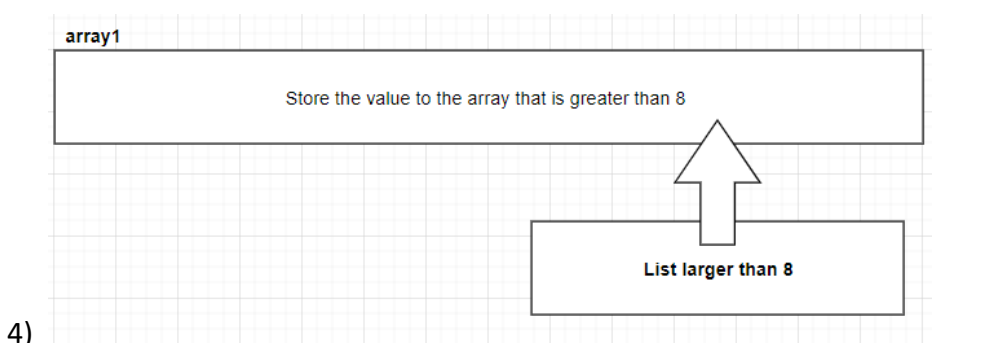 array1
Store the value to the array that is greater than 8
List larger than 8
4)